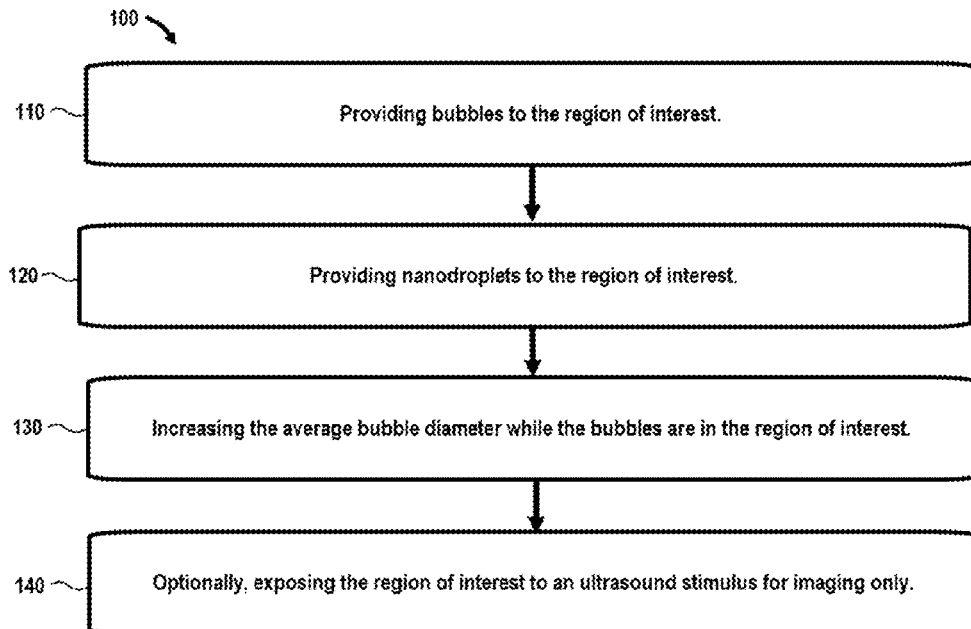 100
110
Providing bubbles to the region of interest.
120
Providing nanodroplets to the region of interest.
130
Increasing the average bubble diameter while the bubbles are in the region of interest.
140
Optionally, exposing the region of interest to an ultrasound stimulus for imaging only.